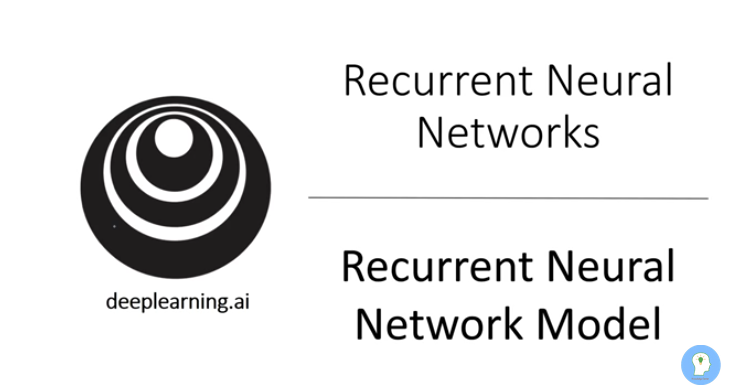 Recurrent Neural
Networks
Recurrent Neural
Network Model
deeplearning.ai